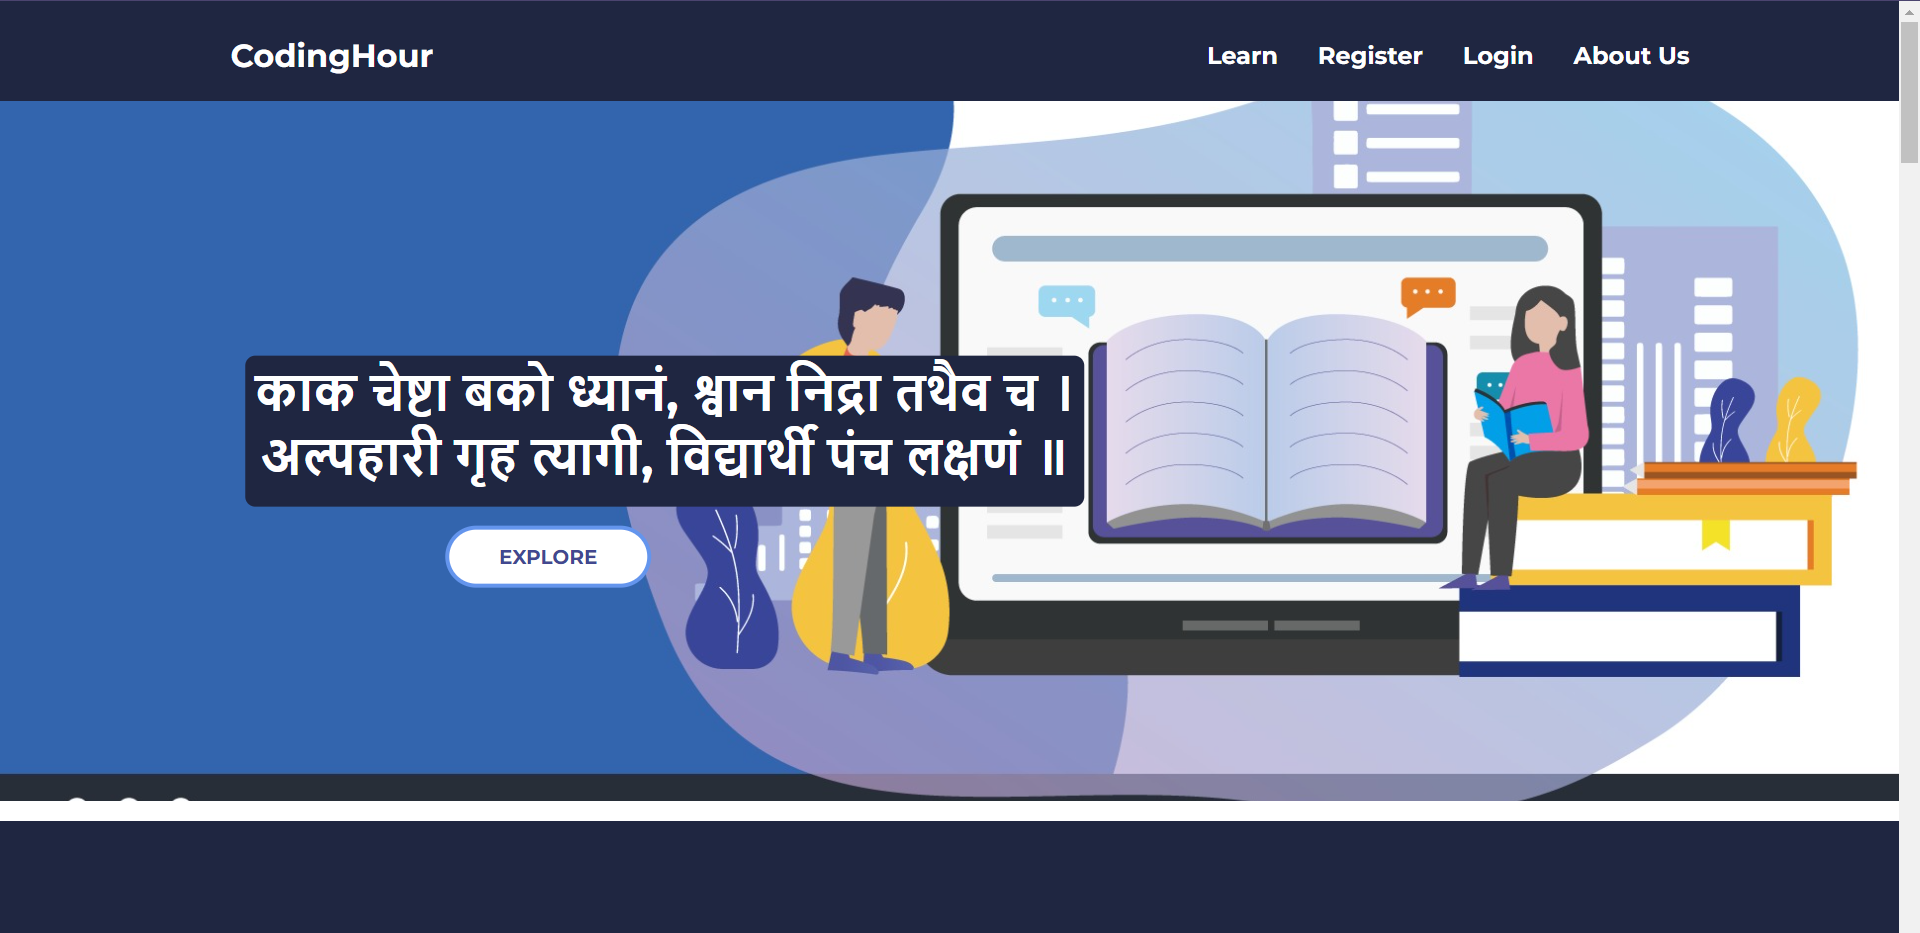 CodingHour
Learn Register Login About Us
काक चेष्टा बको ध्यानं, श्वान निद्रा तथैव च ।
अल्पहारी गृह त्यागी, विद्यार्थी पंच लक्षणं ॥
EXPLORE